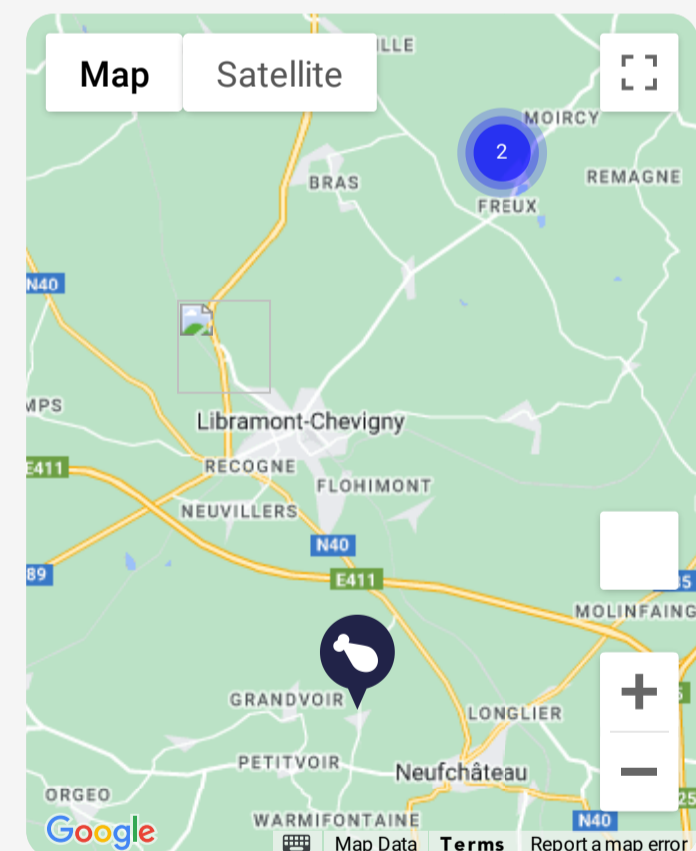 Map
Satellite
ILLE
MOIRCY
2
BRAS
REMAGNE
FREUX
N40
MPS
Libramont-Chevigny
E411
RECOGNE
FLOHIMONT
NEUVILLERS
N40
89
E411
MOLINFAING
GRANDVOIR
LONGLIER
PETITVOIR
Neufchâteau
ORGEO
25
WARMIFONTAINE
N40
Google
Map Data
Terms
Report a map error